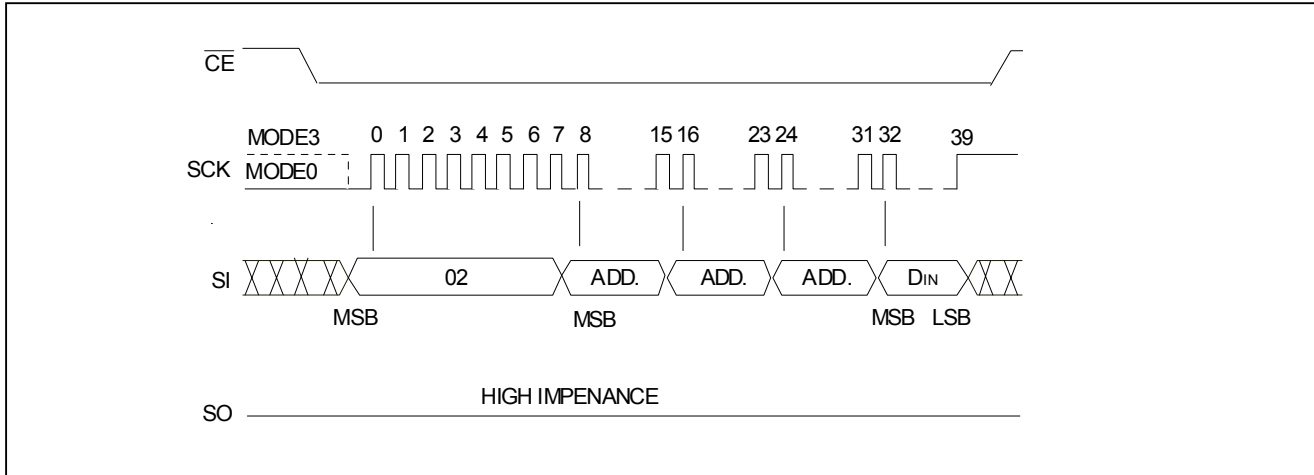 CE
MODE3 0 1 2 3 4 5 6 7 8 15 16 23 24 31 32 39
SCK MODE0
SI 02 ADD. ADD. ADD. DIN
MSB MSB MSB LSB
HIGH IMPENANCE
SO